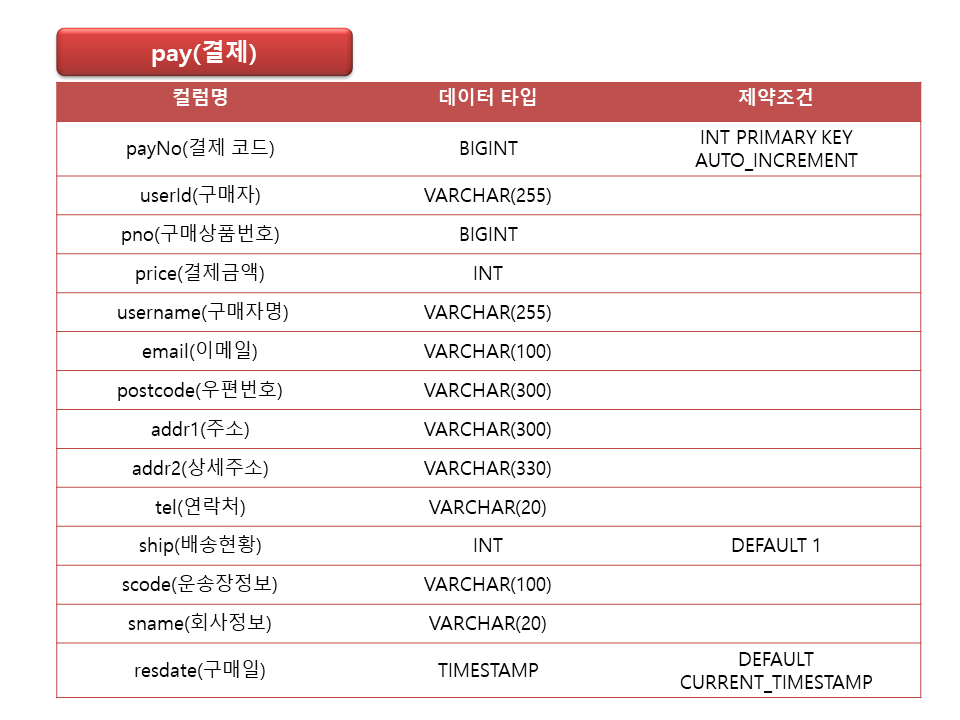 pay(결제)
컬럼명 데이터 타입 제약조건
payNo(결제 코드) BIGINT INT PRIMARY KEY
AUTO_INCREMENT
userId(구매자) VARCHAR(255)
pno(구매상품번호) BIGINT
price(결제금액) INT
username(구매자명) VARCHAR(255)
email(이메일) VARCHAR(100)
postcode(우편번호) VARCHAR(300)
addr1(주소) VARCHAR(300)
addr2(상세주소) VARCHAR(330)
tel(연락처) VARCHAR(20)
ship(배송현황) INT DEFAULT 1
scode(운송장정보) VARCHAR(100)
sname(회사정보) VARCHAR(20)
resdate(구매일) TIMESTAMP DEFAULT
CURRENT_TIMESTAMP